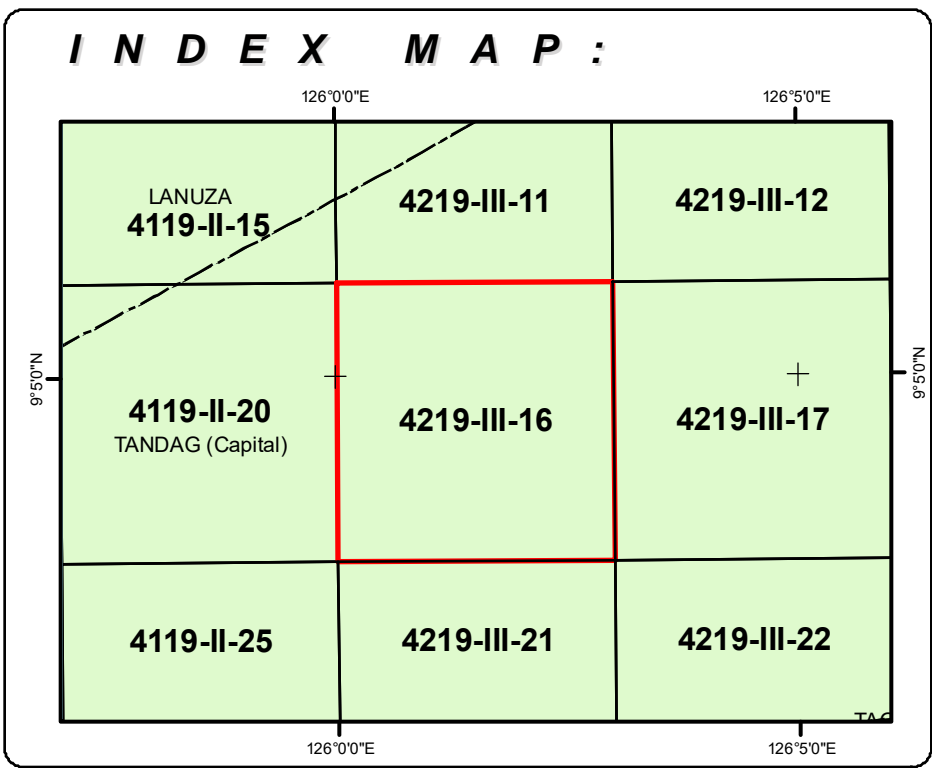 INDEX MAP:
126°0'0"E
126°5'0"E
LANUZA
4119-II-15
4219-III-11
4219-III-12
9°5'0"N
9°5'0"N
4119-II-20
TANDAG (Capital)
4219-III-16
4219-III-17
4119-II-25
4219-III-21
4219-III-22
126°0'0"E
126°5'0"E